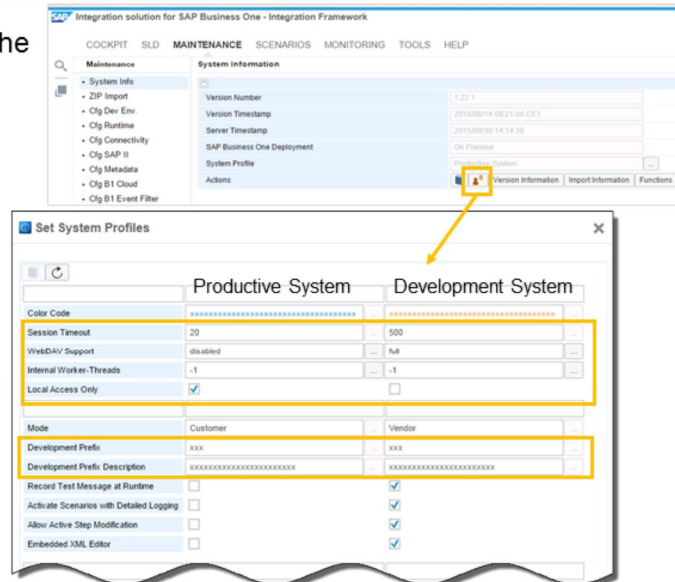 SAP Integration solution for SAP Business One - Integration Framework
he
COCKPIT SLD MAINTENANCE SCENARIOS MONITORING TOOLS HELP
Maintenance System Information
System Info
ZIP Import Version Number 1.22.1
Cfg Dev Env. Version Timestamp 2015/08/14 09:21:00 CET
Cfg Runtime Server Timestamp 2015/09/30 14:14:38
Cfg Connectivity SAP Business One Deployment On Premise
Cfg SAP II System Profile Productive System ...
Cfg Metadata Actions Version Information Import Information Functions
Cfg B1 Cloud
Cfg B1 Event Filter
Set System Profiles
Productive System Development System
Color Code
Session Timeout 20 500
WebDAV Support disabled ... full ...
Internal Worker-Threads -1 ... -1 ...
Local Access Only
Mode Customer ... Vendor ...
Development Prefix xxx ... xxx ...
Development Prefix Description xxxxxxxxxxxxxxxxxxxxxxxx ... xxxxxxxxxxxxxxxxxxxxxxxx ...
Record Test Message at Runtime
Activate Scenarios with Detailed Logging
Allow Active Step Modification
Embedded XML Editor